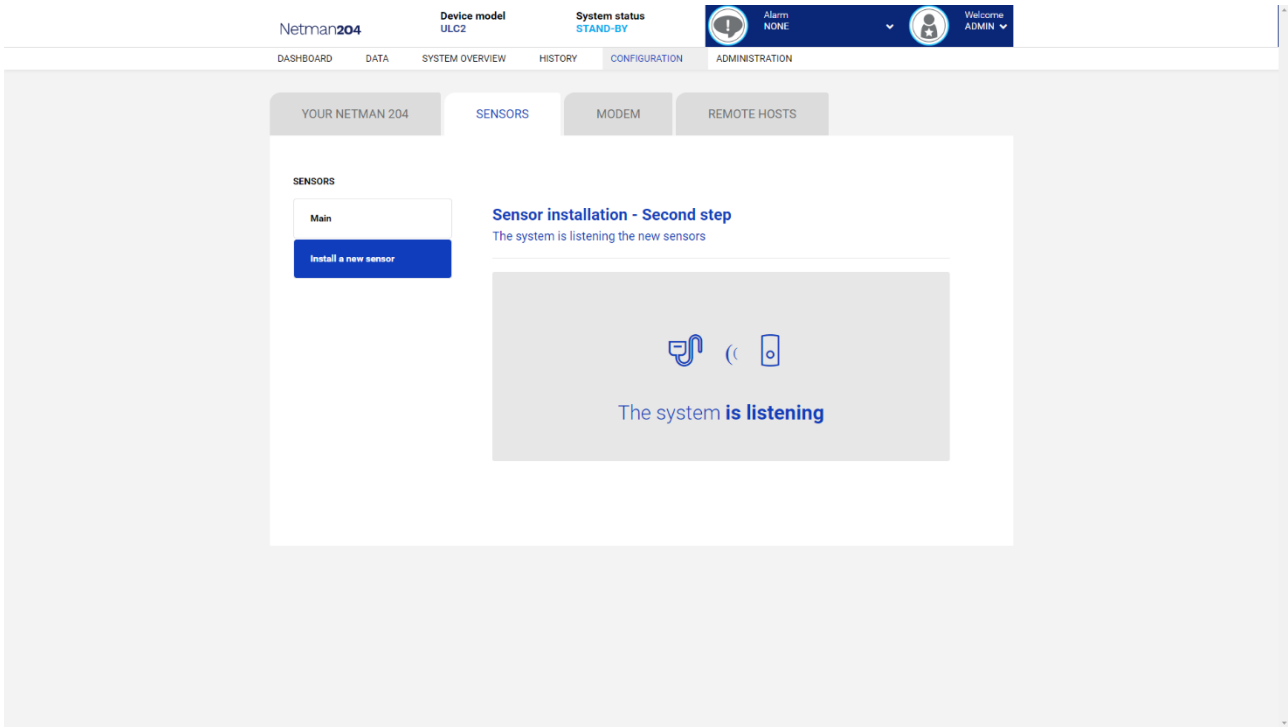 Netman204
Device model
ULC2
System status
STAND-BY
Alarm
NONE
Welcome
ADMIN
DASHBOARD DATA SYSTEM OVERVIEW HISTORY CONFIGURATION ADMINISTRATION
YOUR NETMAN 204 SENSORS MODEM REMOTE HOSTS
SENSORS
Main
Install a new sensor
Sensor installation - Second step
The system is listening the new sensors
The system is listening